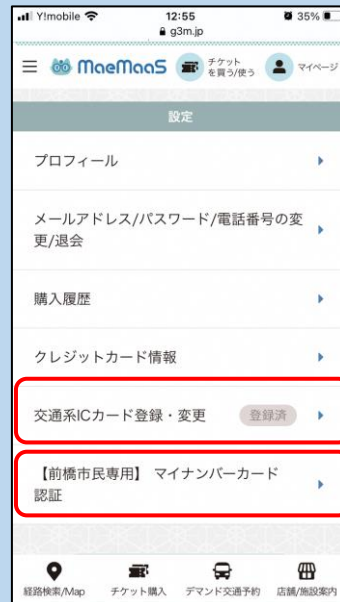 Y!mobile 12:55 35%
g3m.jp
MaeMaaS チケットを買う/使う マイページ
設定
プロフィール
メールアドレス/パスワード/電話番号の変
更/退会
購入履歴
クレジットカード情報
交通系ICカード登録・変更 登録済
【前橋市民専用】 マイナンバーカード
認証
経路検索/Map チケット購入 デマンド交通予約 店舗/施設案内